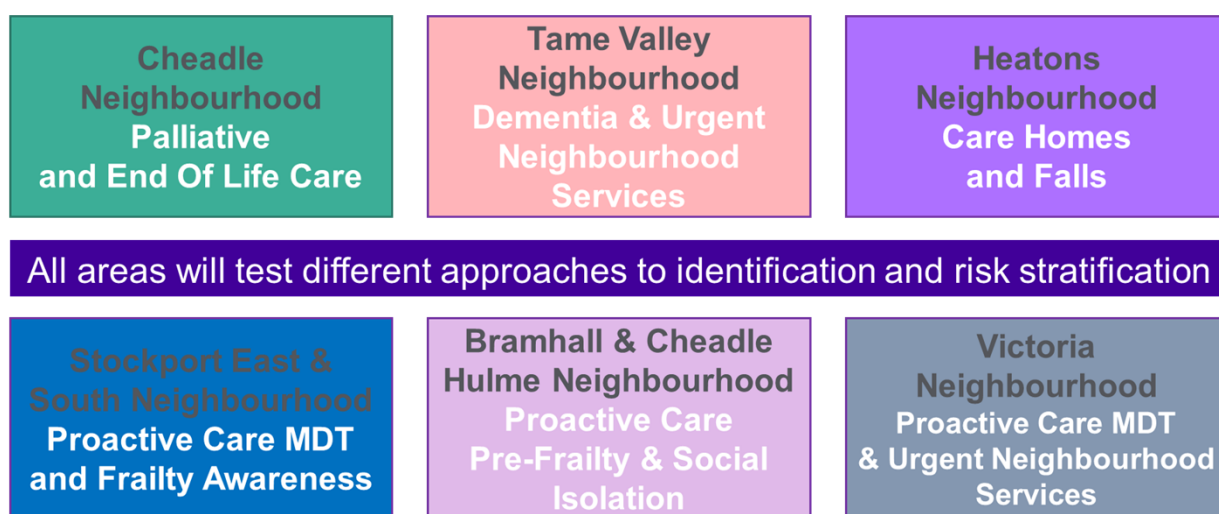 Cheadle
Neighbourhood
Palliative
and End Of Life Care
Tame Valley
Neighbourhood
Dementia & Urgent
Neighbourhood
Services
Heatons
Neighbourhood
Care Homes
and Falls
All areas will test different approaches to identification and risk stratification
Stockport East &
South Neighbourhood
Proactive Care MDT
and Frailty Awareness
Bramhall & Cheadle
Hulme Neighbourhood
Proactive Care
Pre-Frailty & Social
Isolation
Victoria
Neighbourhood
Proactive Care MDT
& Urgent Neighbourhood
Services